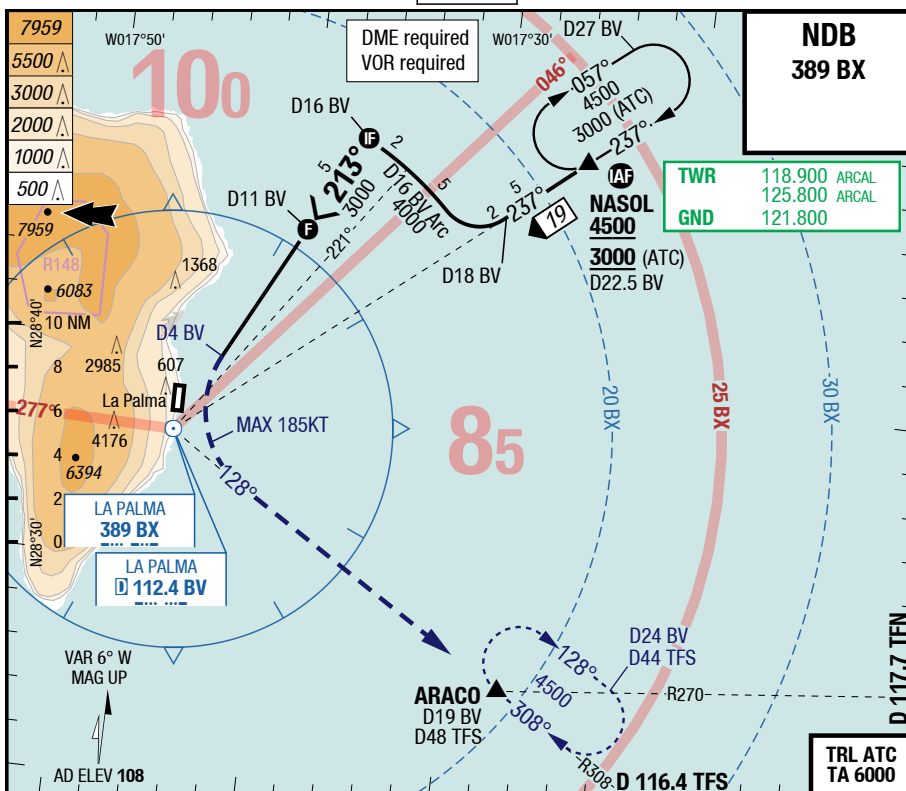 7959
5500
3000
2000
1000
500
W017°50'
DME required
VOR required
W017°30'
D27 BV
NDB
389 BX
100
046°
057°
4500
3000 (ATC)
237°
D16 BV
IF
2
5
213°
3000
D16 BV Arc
4000
5
2
5
237°
19
IAF
NASOL
4500
3000 (ATC)
D22.5 BV
TWR 118.900 ARCAL
125.800 ARCAL
GND 121.800
D11 BV
F
221°
D18 BV
7959
R148
6083
1368
N28°40'
10 NM
8
6
4
2
0
D4 BV
2985
607
La Palma
277°
4176
6394
MAX 185KT
128°
85
20 BX
25 BX
30 BX
LA PALMA
389 BX
LA PALMA
D 112.4 BV
N28°30'
VAR 6° W
MAG UP
AD ELEV 108
D24 BV
D44 TFS
128°
4500
308°
ARACO
D19 BV
D48 TFS
R270
R308
D 116.4 TFS
D 117.7 TFN
TRL ATC
TA 6000